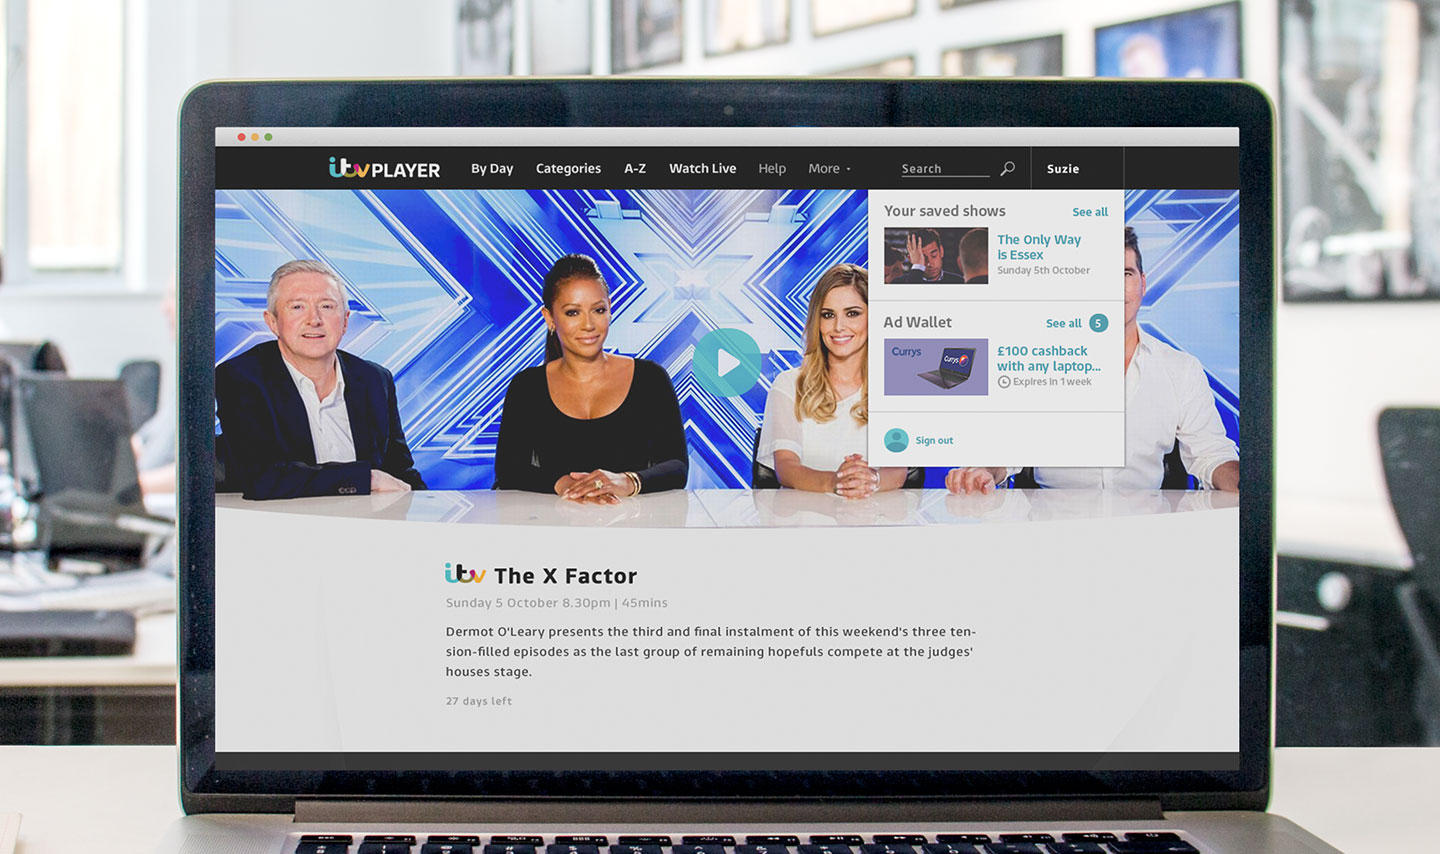 itv PLAYER
By Day
Categories
A-Z
Watch Live
Help
More
Search
Suzie
Your saved shows
See all
The Only Way
is Essex
Sunday 5th October
Ad Wallet
See all
5
Currys
Currys
£100 cashback
with any laptop...
Expires in 1 week
Sign out
itv The X Factor
Sunday 5 October 8.30pm | 45mins
Dermot O'Leary presents the third and final instalment of this weekend's three ten-
sion-filled episodes as the last group of remaining hopefuls compete at the judges'
houses stage.
27 days left